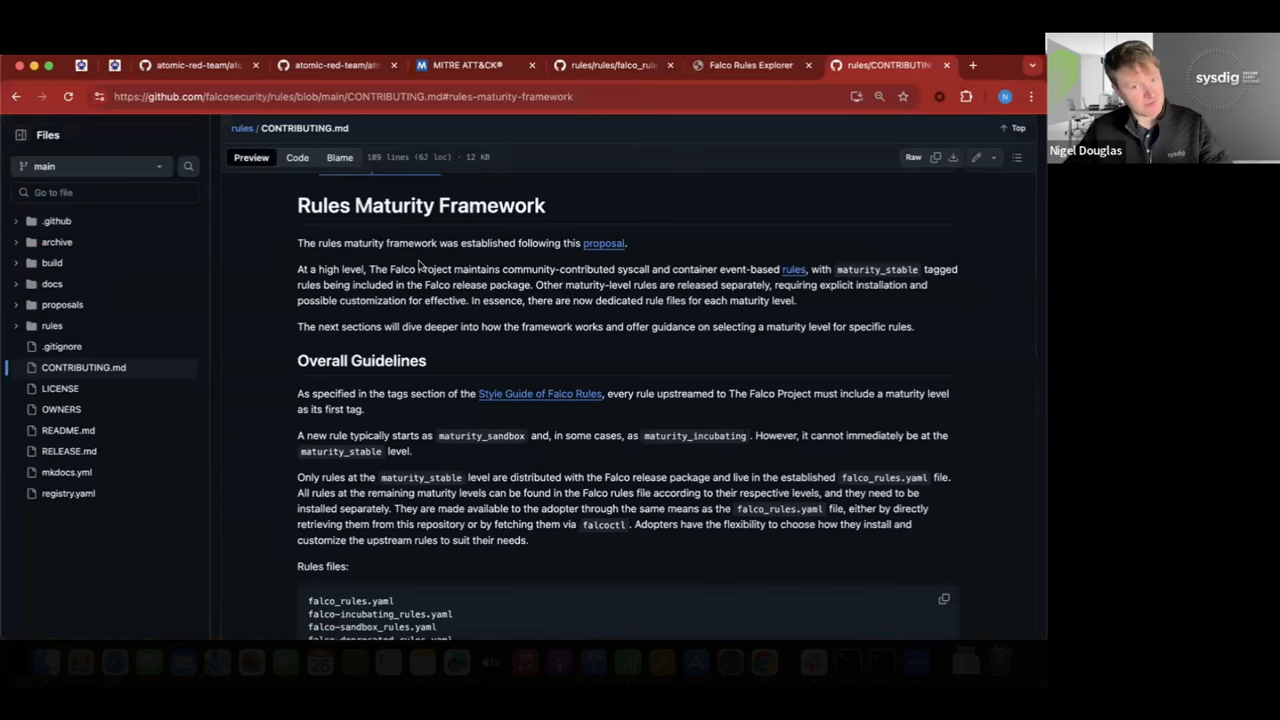 atomic-red-team/ato
atomic-red-team/atn
MITRE ATT&CK®
rules/rules/falco_rule
Falco Rules Explorer
rules/CONTRIBUTING
https://github.com/falcosecurity/rules/blob/main/CONTRIBUTING.md#rules-maturity-framework
N
Files
main
Go to file
.github
archive
build
docs
proposals
rules
.gitignore
CONTRIBUTING.md
LICENSE
OWNERS
README.md
RELEASE.md
mkdocs.yml
registry.yaml
rules / CONTRIBUTING.md
Top
Preview
Code
Blame
109 lines (62 loc) · 12 KB
Raw
Rules Maturity Framework
The rules maturity framework was established following this proposal.
At a high level, The Falco Project maintains community-contributed syscall and container event-based rules, with maturity_stable tagged
rules being included in the Falco release package. Other maturity-level rules are released separately, requiring explicit installation and
possible customization for effective. In essence, there are now dedicated rule files for each maturity level.
The next sections will dive deeper into how the framework works and offer guidance on selecting a maturity level for specific rules.
Overall Guidelines
As specified in the tags section of the Style Guide of Falco Rules, every rule upstreamed to The Falco Project must include a maturity level
as its first tag.
A new rule typically starts as maturity_sandbox and, in some cases, as maturity_incubating. However, it cannot immediately be at the
maturity_stable level.
Only rules at the maturity_stable level are distributed with the Falco release package and live in the established falco_rules.yaml file.
All rules at the remaining maturity levels can be found in the Falco rules file according to their respective levels, and they need to be
installed separately. They are made available to the adopter through the same means as the falco_rules.yaml file, either by directly
retrieving them from this repository or by fetching them via falcoctl. Adopters have the flexibility to choose how they install and
customize the upstream rules to suit their needs.
Rules files:
falco_rules.yaml
falco-incubating_rules.yaml
falco-sandbox_rules.yaml
falco-deprecated_rules.yaml
26
sysdig
sysdig
Nigel Douglas